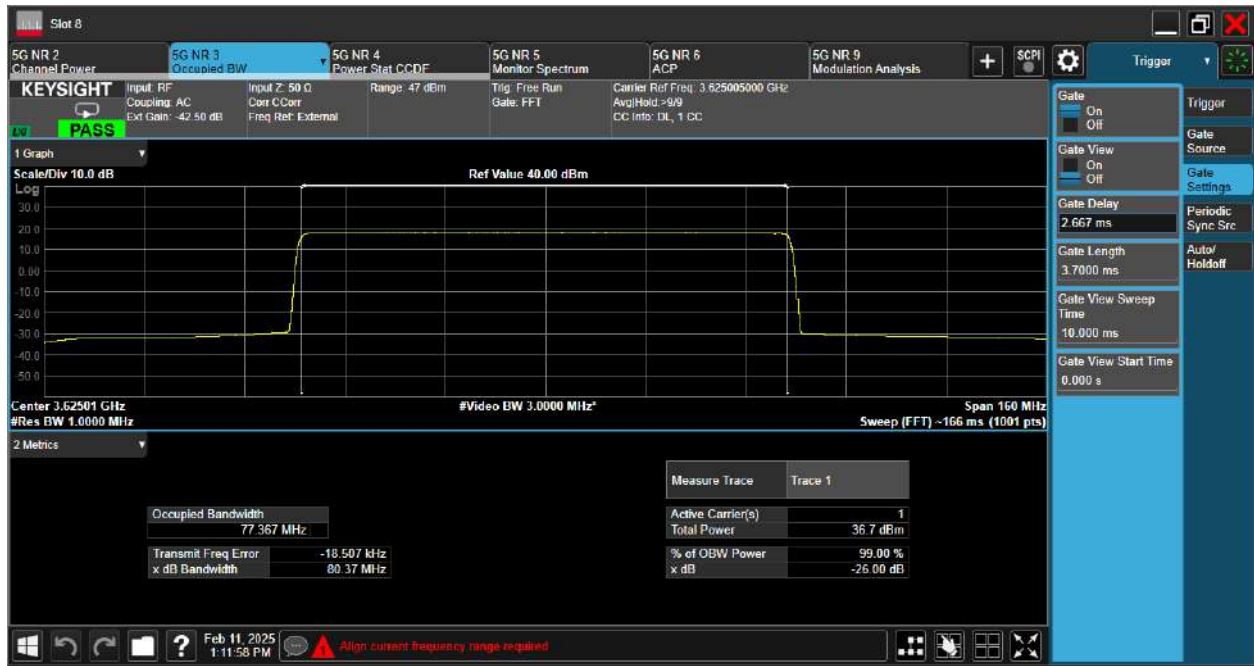 Slot 8
5G NR 2 5G NR 3 5G NR 4 5G NR 5 5G NR 6 5G NR 9
Channel Power Occupied BW Power Stat CCDF Monitor Spectrum ACP Modulation Analysis
+ SCPI Trigger
KEYSIGHT
PASS
Input: RF
Coupling: AC
Ext Gain: -42.50 dB
Input Z: 50 Ω
Corr CCorr
Freq Ref: External
Range: 47 dBm
Trig: Free Run
Gate: FFT
Carrier Ref Freq: 3.625005000 GHz
Avg|Hold:>9/9
CC Info: DL, 1 CC
1 Graph
Scale/Div 10.0 dB Ref Value 40.00 dBm
Log
30.0
20.0
10.0
0.00
-10.0
-20.0
-30.0
-40.0
-50.0
Center 3.62501 GHz #Video BW 3.0000 MHz* Span 160 MHz
#Res BW 1.0000 MHz Sweep (FFT) ~166 ms (1001 pts)
2 Metrics
Occupied Bandwidth
77.367 MHz
Transmit Freq Error -18.507 kHz
x dB Bandwidth 80.37 MHz
Measure Trace Trace 1
Active Carrier(s) 1
Total Power 36.7 dBm
% of OBW Power 99.00 %
x dB -26.00 dB
Gate
On
Off
Gate View
On
Off
Gate Delay
2.667 ms
Gate Length
3.7000 ms
Gate View Sweep
Time
10.000 ms
Gate View Start Time
0.000 s
Trigger
Gate
Source
Gate
Settings
Periodic
Sync Src
Auto/
Holdoff
? Feb 11, 2025
1:11:58 PM
Align current frequency range required